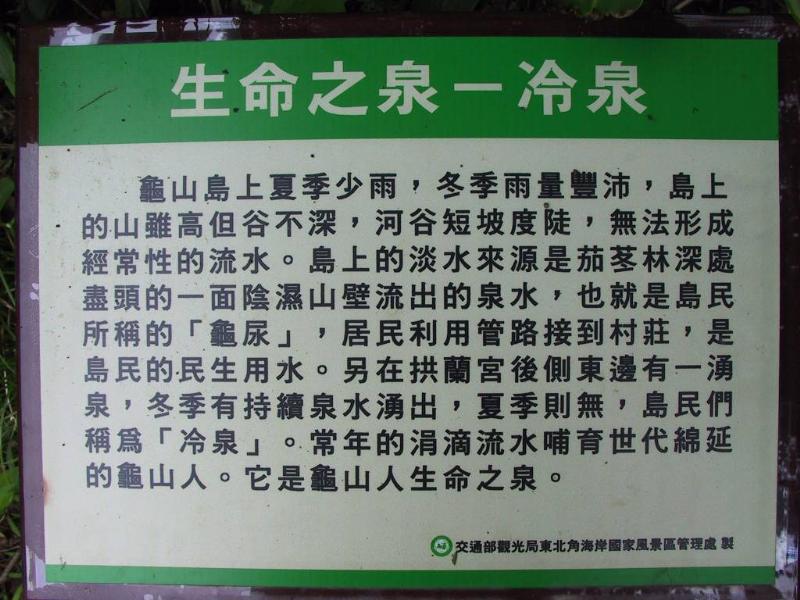 生命之泉－冷泉
龜山島上夏季少雨，冬季雨量豐沛，島上
的山雖高但谷不深，河谷短坡度陡，無法形成
經常性的流水。島上的淡水來源是茄苳林深處
盡頭的一面陰濕山壁流出的泉水，也就是島民
所稱的「龜尿」，居民利用管路接到村莊，是
島民的民生用水。另在拱蘭宮後側東邊有一湧
泉，冬季有持續泉水湧出，夏季則無，島民們
稱為「冷泉」。常年的涓滴流水哺育世代綿延
的龜山人。它是龜山人生命之泉。
交通部觀光局東北角海岸國家風景區管理處 製